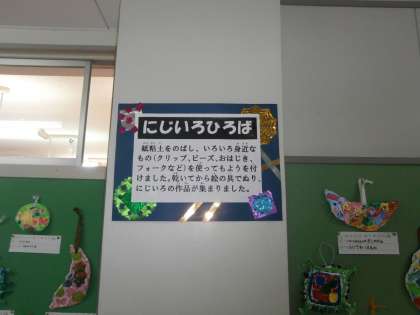 にじいろひろば
紙粘土をのばし、いろいろ身近な
もの(クリップ、ビーズ、おはじき、
フォークなど)を使ってもようを付
けました。乾いてから絵の具でぬり、
にじいろの作品が集まりました。